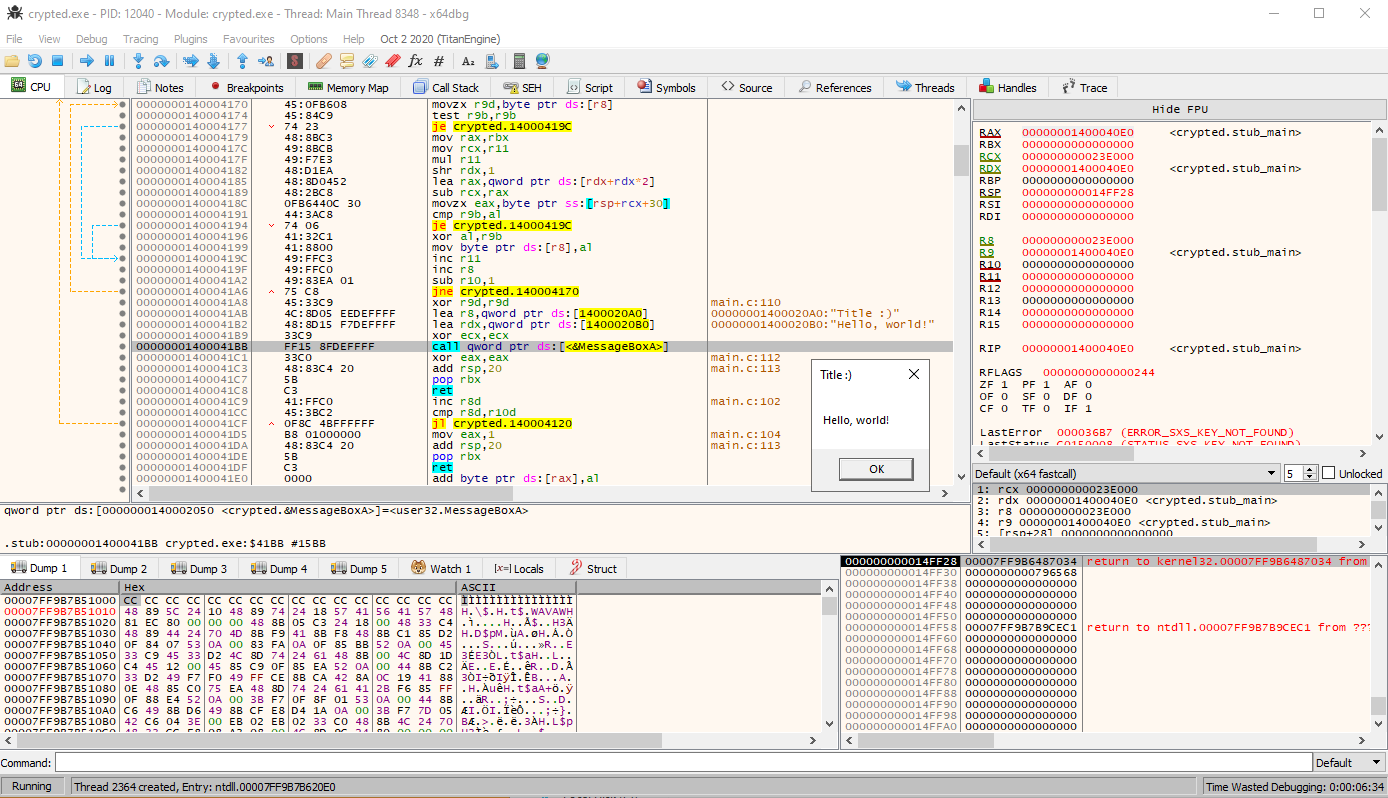 crypted.exe - PID: 12040 - Module: crypted.exe - Thread: Main Thread 8348 - x64dbg
File View Debug Tracing Plugins Favourites Options Help Oct 2 2020 (TitanEngine)
CPU Log Notes Breakpoints Memory Map Call Stack SEH Script Symbols Source References Threads Handles Trace
0000000140004170 45:0FB608 movzx r9d,byte ptr ds:[r8]
0000000140004174 45:84C9 test r9b,r9b
0000000140004177 74 23 je crypted.14000419C
0000000140004179 48:8BC3 mov rax,rbx
000000014000417C 49:8BCB mov rcx,r11
000000014000417F 49:F7E3 mul r11
0000000140004182 48:D1EA shr rdx,1
0000000140004185 48:8D0452 lea rax,qword ptr ds:[rdx+rdx*2]
0000000140004189 48:2BC8 sub rcx,rax
000000014000418C 0FB6440C 30 movzx eax,byte ptr ss:[rsp+rcx+30]
0000000140004191 44:3AC8 cmp r9b,al
0000000140004194 74 06 je crypted.14000419C
0000000140004196 41:32C1 xor al,r9b
0000000140004199 41:8800 mov byte ptr ds:[r8],al
000000014000419C 49:FFC3 inc r11
000000014000419F 49:FFC0 inc r8
00000001400041A2 49:83EA 01 sub r10,1
00000001400041A6 75 C8 jne crypted.140004170
00000001400041A8 45:33C9 xor r9d,r9d main.c:110
00000001400041AB 4C:8D05 EEDEFFFF lea r8,qword ptr ds:[1400020A0] 00000001400020A0:"Title :)"
00000001400041B2 48:8D15 F7DEFFFF lea rdx,qword ptr ds:[1400020B0] 00000001400020B0:"Hello, world!"
00000001400041B9 33C9 xor ecx,ecx
00000001400041BB FF15 8FDEFFFF call qword ptr ds:[<&MessageBoxA>]
00000001400041C1 33C0 xor eax,eax main.c:112
00000001400041C3 48:83C4 20 add rsp,20 main.c:113
00000001400041C7 5B pop rbx
00000001400041C8 C3 ret
00000001400041C9 41:FFC0 inc r8d main.c:102
00000001400041CC 45:3BC2 cmp r8d,r10d
00000001400041CF 0F8C 4BFFFFFF jl crypted.140004120
00000001400041D5 B8 01000000 mov eax,1 main.c:104
00000001400041DA 48:83C4 20 add rsp,20 main.c:113
00000001400041DE 5B pop rbx
00000001400041DF C3 ret
00000001400041E0 0000 add byte ptr ds:[rax],al
Title :)
Hello, world!
OK
Hide FPU
RAX 00000001400040E0 <crypted.stub_main>
RBX 0000000000000000
RCX 000000000023E000
RDX 00000001400040E0 <crypted.stub_main>
RBP 0000000000000000
RSP 000000000014FF28
RSI 0000000000000000
RDI 0000000000000000
R8 000000000023E000
R9 00000001400040E0 <crypted.stub_main>
R10 0000000000000000
R11 0000000000000000
R12 0000000000000000
R13 0000000000000000
R14 0000000000000000
R15 0000000000000000
RIP 00000001400040E0 <crypted.stub_main>
RFLAGS 0000000000000244
ZF 1 PF 1 AF 0
OF 0 SF 0 DF 0
CF 0 TF 0 IF 1
LastError 000036B7 (ERROR_SXS_KEY_NOT_FOUND)
LastStatus C0150008 (STATUS_SXS_KEY_NOT_FOUND)
Default (x64 fastcall) 5 Unlocked
1: rcx 000000000023E000
2: rdx 00000001400040E0 <crypted.stub_main>
3: r8 000000000023E000
4: r9 00000001400040E0 <crypted.stub_main>
5: [rsp+28] 0000000000000000
qword ptr ds:[0000000140002050 <crypted.&MessageBoxA>]=<user32.MessageBoxA>
.stub:00000001400041BB crypted.exe:$41BB #15BB
Dump 1 Dump 2 Dump 3 Dump 4 Dump 5 Watch 1 Locals Struct
Address Hex ASCII
00007FF9B7B51000 CC CC CC CC CC CC CC CC CC CC CC CC CC CC CC CC ÌÌÌÌÌÌÌÌÌÌÌÌÌÌÌÌ
00007FF9B7B51010 48 89 5C 24 10 48 89 74 24 18 57 41 56 41 57 48 H.\$.H.t$.WAVAWH
00007FF9B7B51020 81 EC 80 00 00 00 48 8B 05 C3 24 18 00 48 33 C4
00007FF9B7B51030 48 89 44 24 70 4D 8B F9 41 8B F8 48 8B C1 85 D2
00007FF9B7B51040 0F 84 07 53 0A 00 83 FA 0A 0F 85 BB 52 0A 00 45
00007FF9B7B51050 33 C9 45 33 D2 4C 8D 74 24 61 48 8B 00 4C 8D 1D
00007FF9B7B51060 C4 45 12 00 45 85 C9 0F 85 EA 52 0A 00 44 8B C2
00007FF9B7B51070 33 D2 49 F7 F0 49 FF CE 8B CA 42 8A 0C 19 41 88
00007FF9B7B51080 0E 48 85 C0 75 EA 48 8D 74 24 61 41 2B F6 85 FF
00007FF9B7B51090 0F 88 E4 52 0A 00 3B F7 0F 8F 01 53 0A 00 44 8B
00007FF9B7B510A0 C6 49 8B D6 49 8B CF E8 D4 1A 0A 00 3B F7 7D 05
00007FF9B7B510B0 42 C6 04 3E 00 EB 02 EB 02 33 C0 48 8B 4C 24 70
000000000014FF28 00007FF9B6487034 return to kernel32.00007FF9B6487034 from
000000000014FF30 0000000000796568
000000000014FF38 0000000000000000
000000000014FF40 0000000000000000
000000000014FF48 0000000000000000
000000000014FF50 0000000000000000
000000000014FF58 00007FF9B7B9CEC1 return to ntdll.00007FF9B7B9CEC1 from ???
000000000014FF60 0000000000000000
000000000014FF68 0000000000000000
000000000014FF70 0000000000000000
000000000014FF78 0000000000000000
000000000014FF80 0000000000000000
000000000014FF88 0000000000000000
000000000014FF90 0000000000000000
000000000014FF98 0000000000000000
000000000014FFA0 0000000000000000
Command: Default
Running Thread 2364 created, Entry: ntdll.00007FF9B7B620E0 Time Wasted Debugging: 0:00:06:34